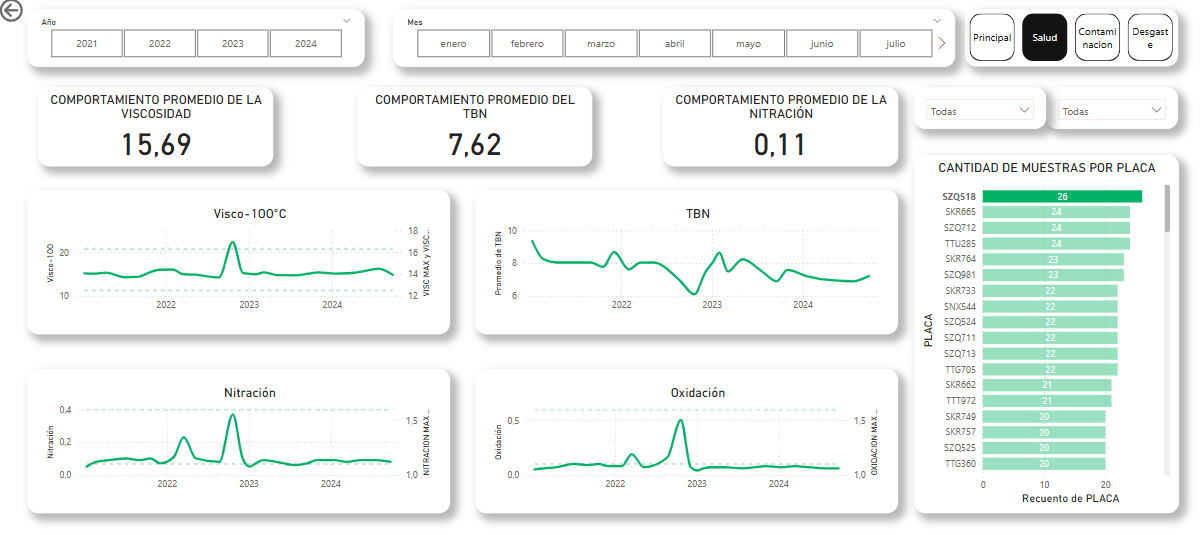 Año
2021
2022
2023
2024
Mes
enero
febrero
marzo
abril
mayo
junio
julio
Principal
Salud
Contami
nacion
Desgast
e
COMPORTAMIENTO PROMEDIO DE LA
VISCOSIDAD
15,69
COMPORTAMIENTO PROMEDIO DEL
TBN
7,62
COMPORTAMIENTO PROMEDIO DE LA
NITRACIÓN
0,11
Todas
Todas
Visco-100°C
Visco-100
20
10
18
16
14
12
VISC MAX y VISC...
2022
2023
2024
TBN
Promedio de TBN
10
8
6
2022
2023
2024
Nitración
Nitración
0,4
0,2
0,0
1,5
1,0
NITRACION MAX ...
2022
2023
2024
Oxidación
Oxidación
0,5
0,0
1,5
1,0
OXIDACION MAX ...
2022
2023
2024
CANTIDAD DE MUESTRAS POR PLACA
PLACA
SZQ518 26
SKR665 24
SZQ712 24
TTU285 24
SKR764 23
SZQ981 23
SKR733 22
SNX544 22
SZQ524 22
SZQ711 22
SZQ713 22
TTG705 22
SKR662 21
TTT972 21
SKR749 20
SKR757 20
SZQ525 20
TTG360 20
0
10
20
Recuento de PLACA